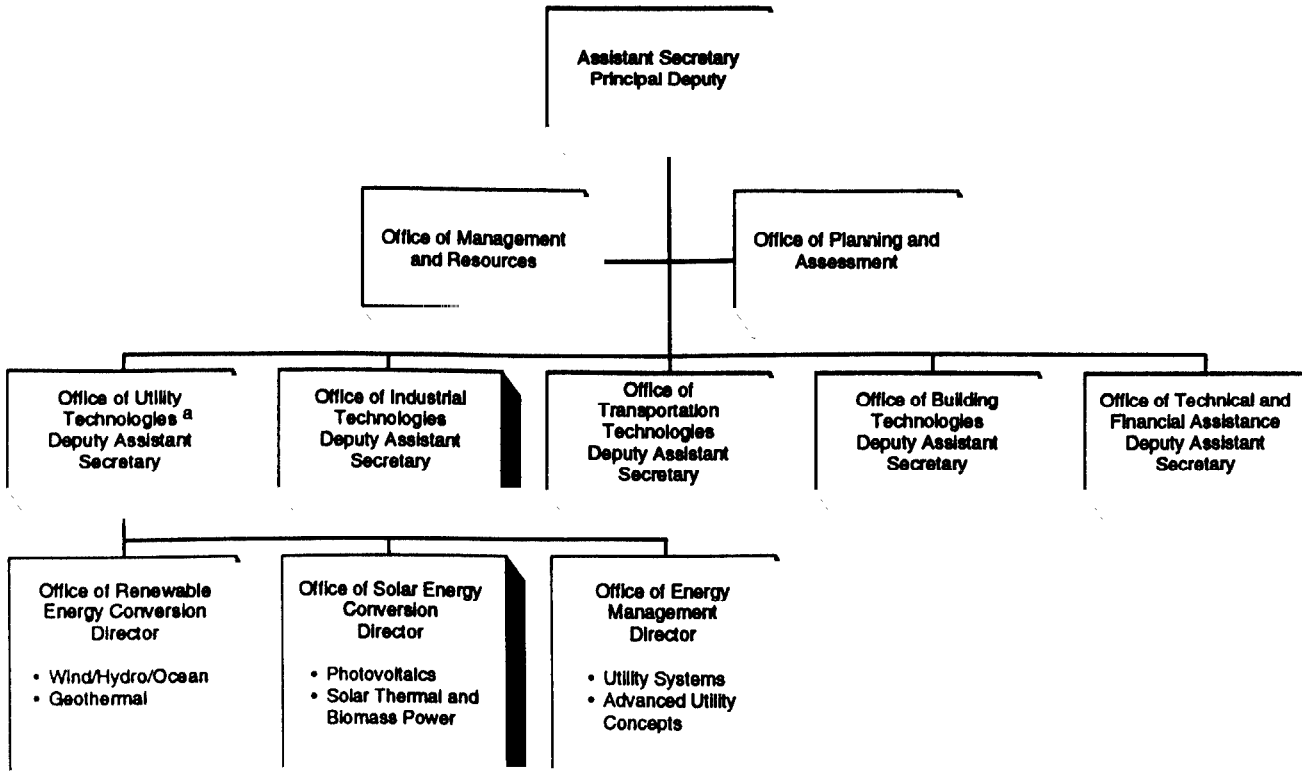 Assistant Secretary
Principal Deputy
Office of Management
and Resources
Office of Planning and
Assessment
Office of Utility
Technologies a
Deputy Assistant
Secretary
Office of Industrial
Technologies
Deputy Assistant
Secretary
Office of
Transportation
Technologies
Deputy Assistant
Secretary
Office of Building
Technologies
Deputy Assistant
Secretary
Office of Technical and
Financial Assistance
Deputy Assistant
Secretary
Office of Renewable
Energy Conversion
Director
• Wind/Hydro/Ocean
• Geothermal
Office of Solar Energy
Conversion
Director
• Photovoltaics
• Solar Thermal and
Biomass Power
Office of Energy
Management
Director
• Utility Systems
• Advanced Utility
Concepts